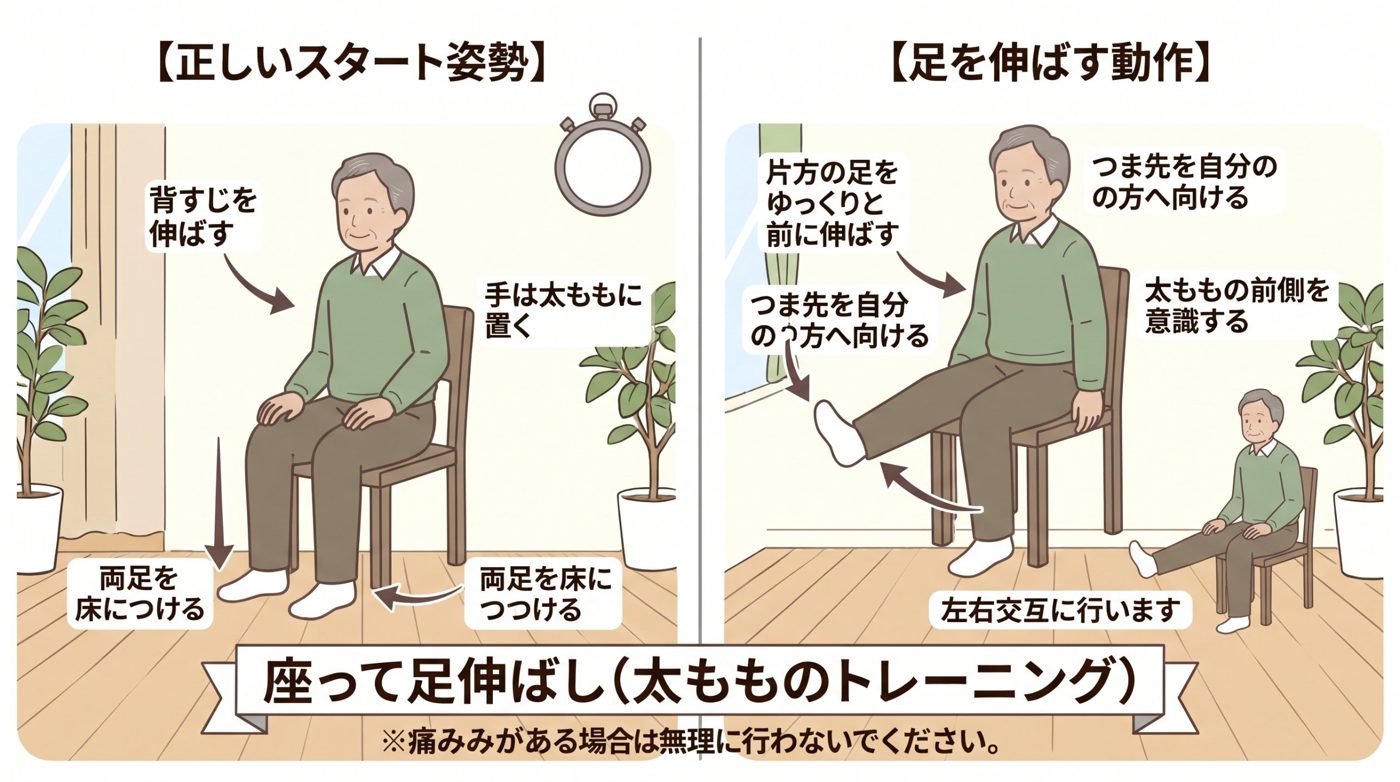 【正しいスタート姿勢】
背すじを
伸ばす
手は太ももに
置く
両足を
床につける
両足を床に
つつける
【足を伸ばす動作】
片方の足を
ゆっくりと
前に伸ばす
つま先を自分の
の方へ向ける
つま先を自分
のの方へ向ける
太ももの前側を
意識する
左右交互に行います
座って足伸ばし（太もものトレーニング）
※痛みみがある場合は無理に行わないでください。